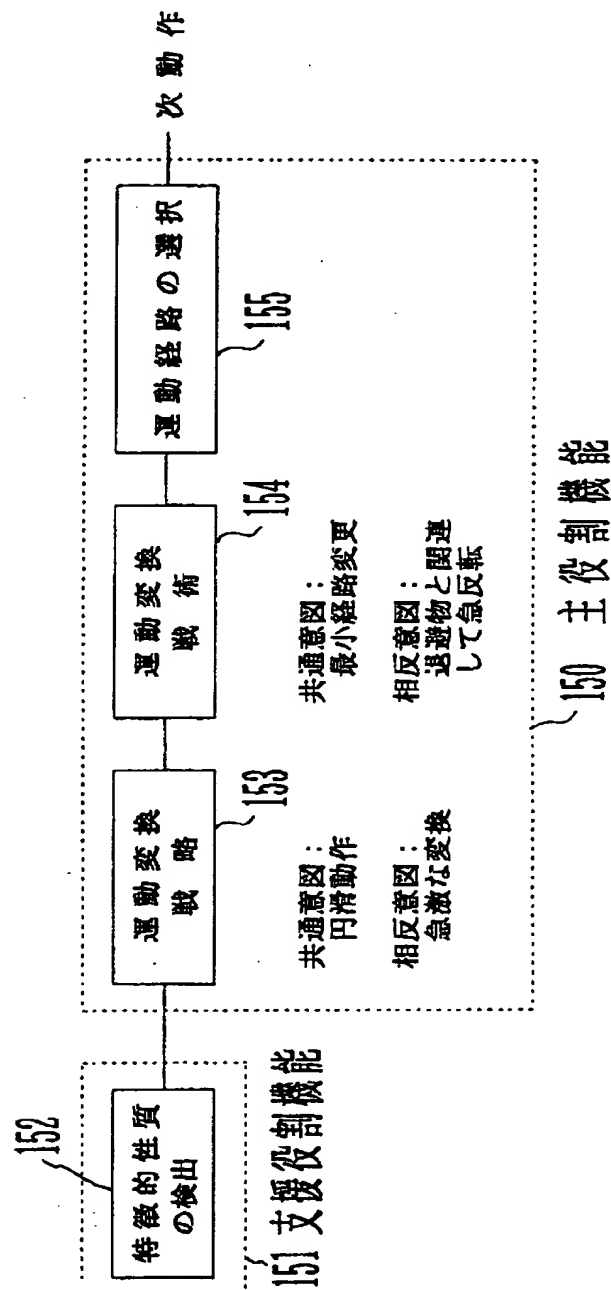 152
特徴的性質
の検出
151 支援役割機能
運動変換
戦略
153
共通意図：
円滑動作
相反意図：
急激な変換
運動変換
戦術
154
共通意図：
最小経路変更
相反意図：
退避物と関連
して急反転
運動経路の選択
155
次動作
150 主役割機能